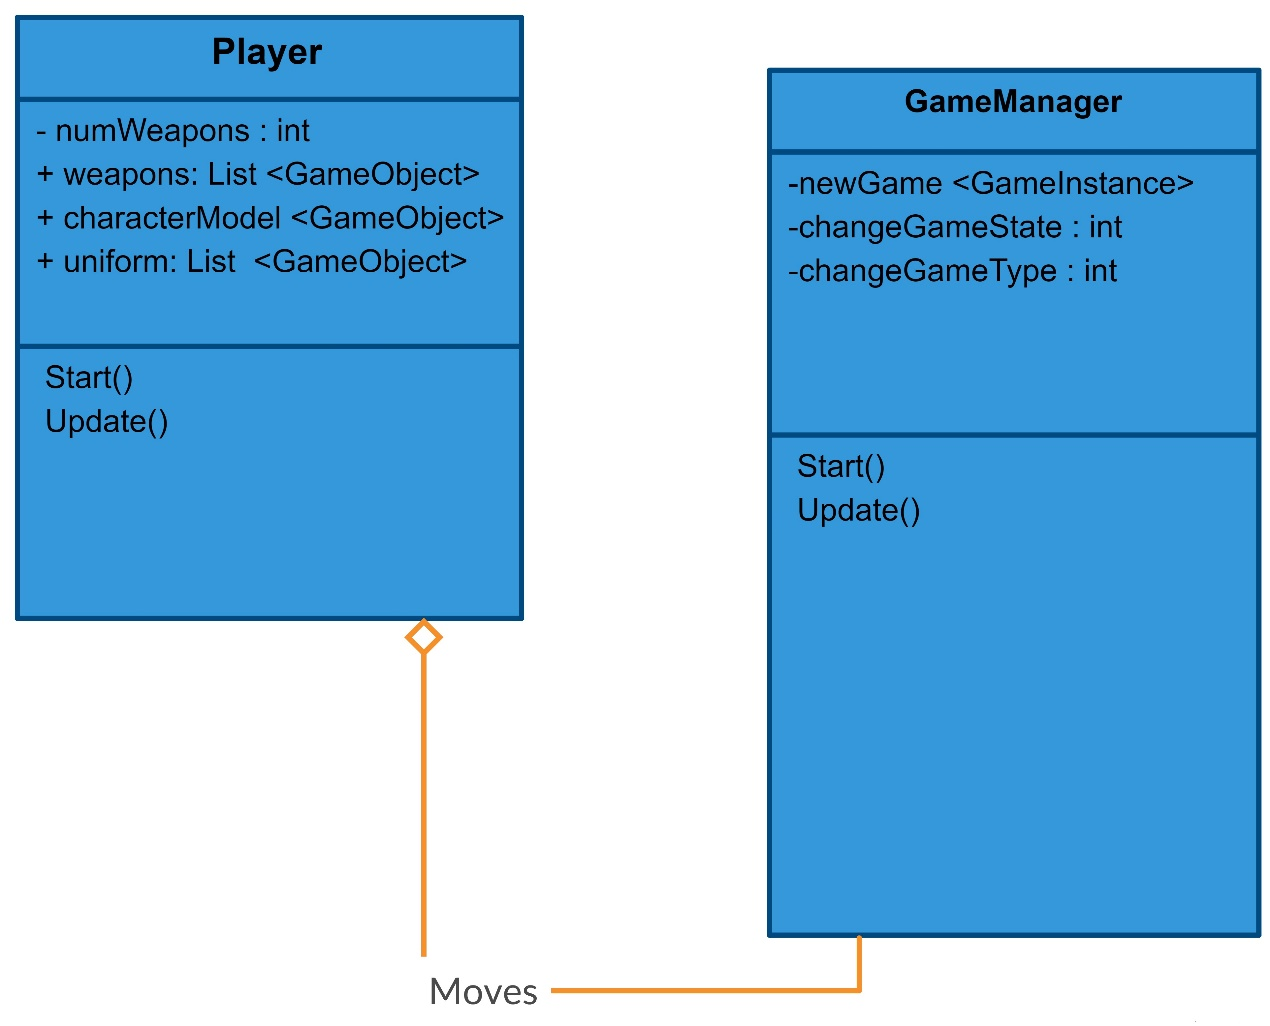 Player
- numWeapons : int
+ weapons: List <GameObject>
+ characterModel <GameObject>
+ uniform: List  <GameObject>
Start()
Update()
GameManager
-newGame <GameInstance>
-changeGameState : int
-changeGameType : int
Start()
Update()
Moves